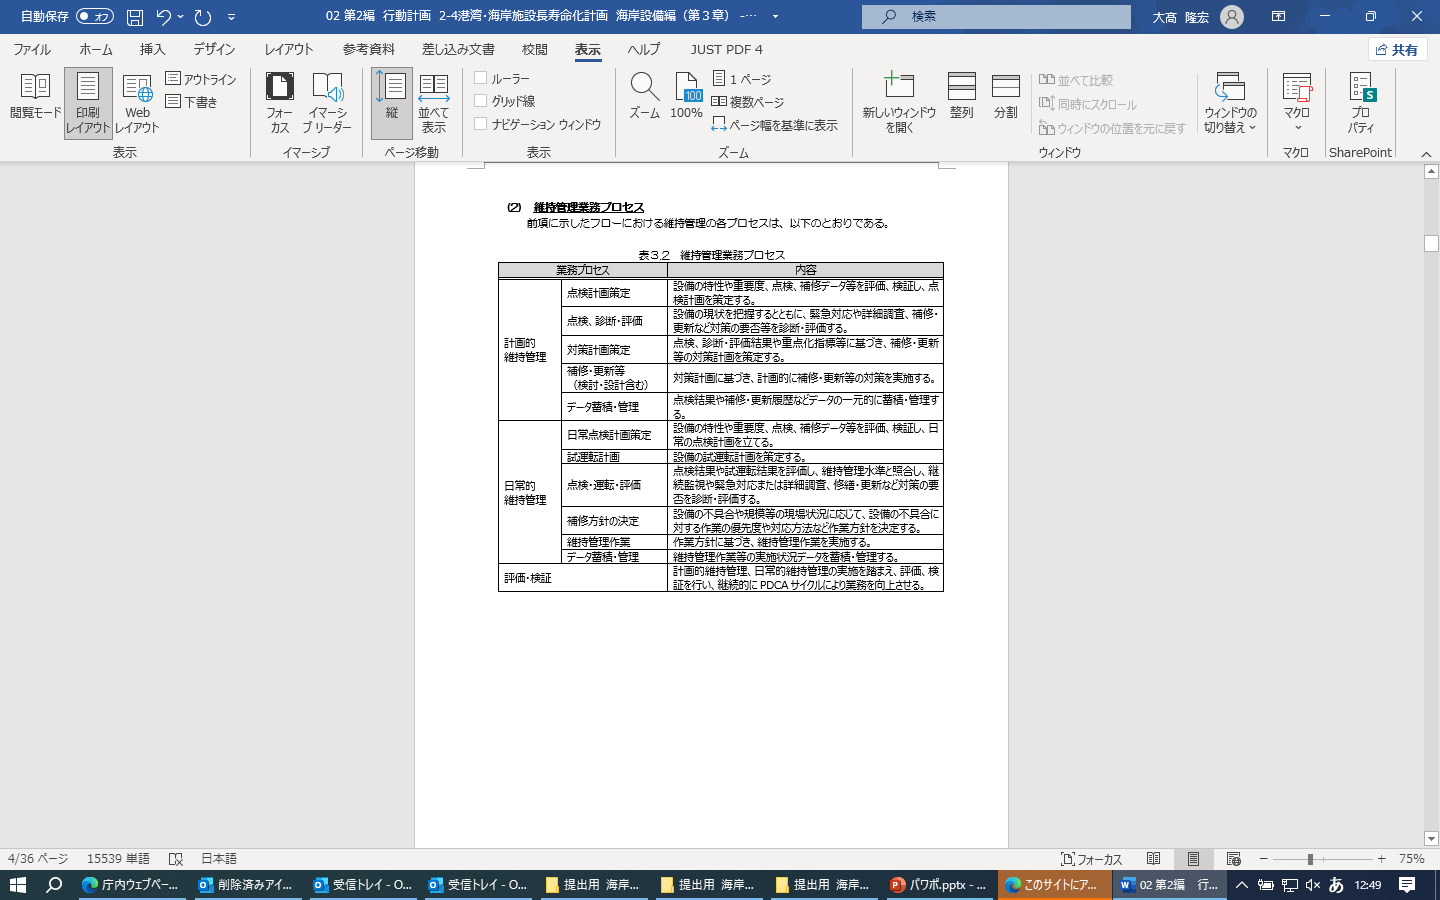 自動保存 オフ 02 第2編 行動計画 2-4港湾・海岸施設長寿命化計画 海岸設備編（第３章） -… 検索 大髙 隆宏
ファイル ホーム 挿入 デザイン レイアウト 参考資料 差し込み文書 校閲 表示 ヘルプ JUST PDF 4 共有
閲覧モード 印刷レイアウト Webレイアウト アウトライン 下書き
フォーカス イマーシブ リーダー 縦 並べて表示
ルーラー
グリッド線
ナビゲーション ウィンドウ
ズーム 100% 1 ページ
複数ページ
ページ幅を基準に表示
新しいウィンドウを開く 整列 分割
並べて比較
同時にスクロール
ウィンドウの位置を元に戻す
ウィンドウの切り替え マクロ プロパティ
表示 イマーシブ ページ移動 表示 ズーム ウィンドウ マクロ SharePoint
(2) 維持管理業務プロセス
前項に示したフローにおける維持管理の各プロセスは、以下のとおりである。
表３.２ 維持管理業務プロセス
業務プロセス 内容
計画的
維持管理
点検計画策定
設備の特性や重要度、点検、補修データ等を評価、検証し、点
検計画を策定する。
点検、診断・評価
設備の現状を把握するとともに、緊急対応や詳細調査、補修・
更新など対策の要否等を診断・評価する。
対策計画策定
点検、診断・評価結果や重点化指標等に基づき、補修・更新
等の対策計画を策定する。
補修・更新等
（検討・設計含む）
対策計画に基づき、計画的に補修・更新等の対策を実施する。
データ蓄積・管理
点検結果や補修・更新履歴などデータの一元的に蓄積・管理す
る。
日常的
維持管理
日常点検計画策定
設備の特性や重要度、点検、補修データ等を評価、検証し、日
常の点検計画を立てる。
試運転計画 設備の試運転計画を策定する。
点検・運転・評価
点検結果や試運転結果を評価し、維持管理水準と照合し、継
続監視や緊急対応または詳細調査、修繕・更新など対策の要
否を診断・評価する。
補修方針の決定
設備の不具合や規模等の現場状況に応じて、設備の不具合に
対する作業の優先度や対応方法など作業方針を決定する。
維持管理作業 作業方針に基づき、維持管理作業を実施する。
データ蓄積・管理 維持管理作業等の実施状況データを蓄積・管理する。
評価・検証
計画的維持管理、日常的維持管理の実施を踏まえ、評価、検
証を行い、継続的に PDCA サイクルにより業務を向上させる。
4/36 ページ 15539 単語 日本語 フォーカス 75%
庁内ウェブペー... 削除済みアイ... 受信トレイ - O... 受信トレイ - O... 提出用 海岸... 提出用 海岸... 提出用 海岸... パワポ.pptx - ... このサイトにア... 02 第2編 行... あ 12:49